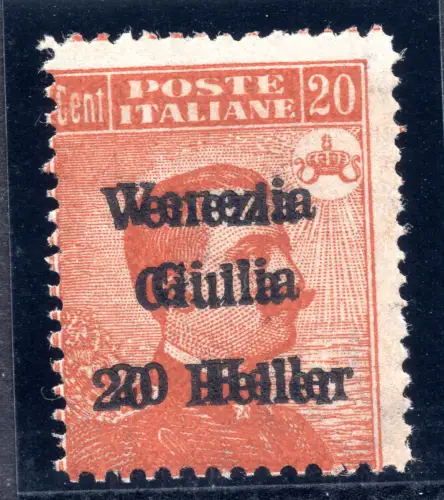 POSTE
Cent ITALIANE 20
Venezia
Giulia
20 Heller